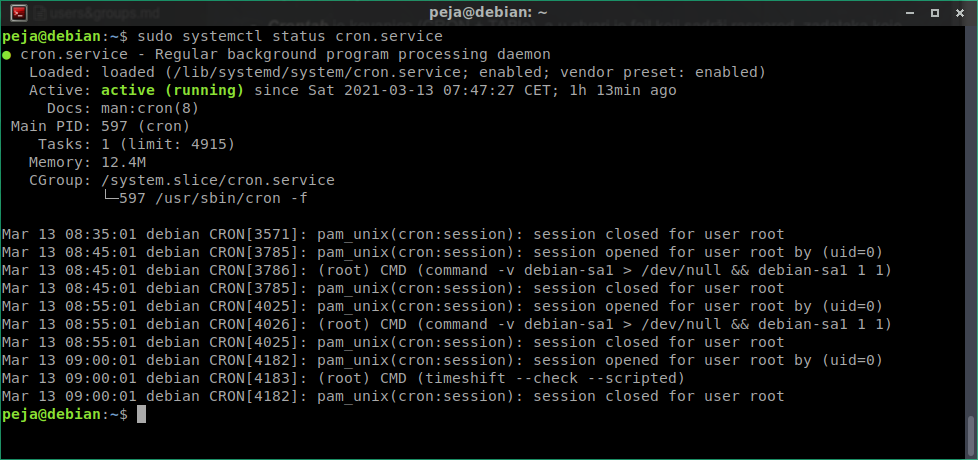 users&groups.md
peja@debian: ~
peja@debian:~$ sudo systemctl status cron.service
● cron.service - Regular background program processing daemon
Loaded: loaded (/lib/systemd/system/cron.service; enabled; vendor preset: enabled)
Active: active (running) since Sat 2021-03-13 07:47:27 CET; 1h 13min ago
Docs: man:cron(8)
Main PID: 597 (cron)
Tasks: 1 (limit: 4915)
Memory: 12.4M
CGroup: /system.slice/cron.service
└─597 /usr/sbin/cron -f
Mar 13 08:35:01 debian CRON[3571]: pam_unix(cron:session): session closed for user root
Mar 13 08:45:01 debian CRON[3785]: pam_unix(cron:session): session opened for user root by (uid=0)
Mar 13 08:45:01 debian CRON[3786]: (root) CMD (command -v debian-sa1 > /dev/null && debian-sa1 1 1)
Mar 13 08:45:01 debian CRON[3785]: pam_unix(cron:session): session closed for user root
Mar 13 08:55:01 debian CRON[4025]: pam_unix(cron:session): session opened for user root by (uid=0)
Mar 13 08:55:01 debian CRON[4026]: (root) CMD (command -v debian-sa1 > /dev/null && debian-sa1 1 1)
Mar 13 08:55:01 debian CRON[4025]: pam_unix(cron:session): session closed for user root
Mar 13 09:00:01 debian CRON[4182]: pam_unix(cron:session): session opened for user root by (uid=0)
Mar 13 09:00:01 debian CRON[4183]: (root) CMD (timeshift --check --scripted)
Mar 13 09:00:01 debian CRON[4182]: pam_unix(cron:session): session closed for user root
peja@debian:~$